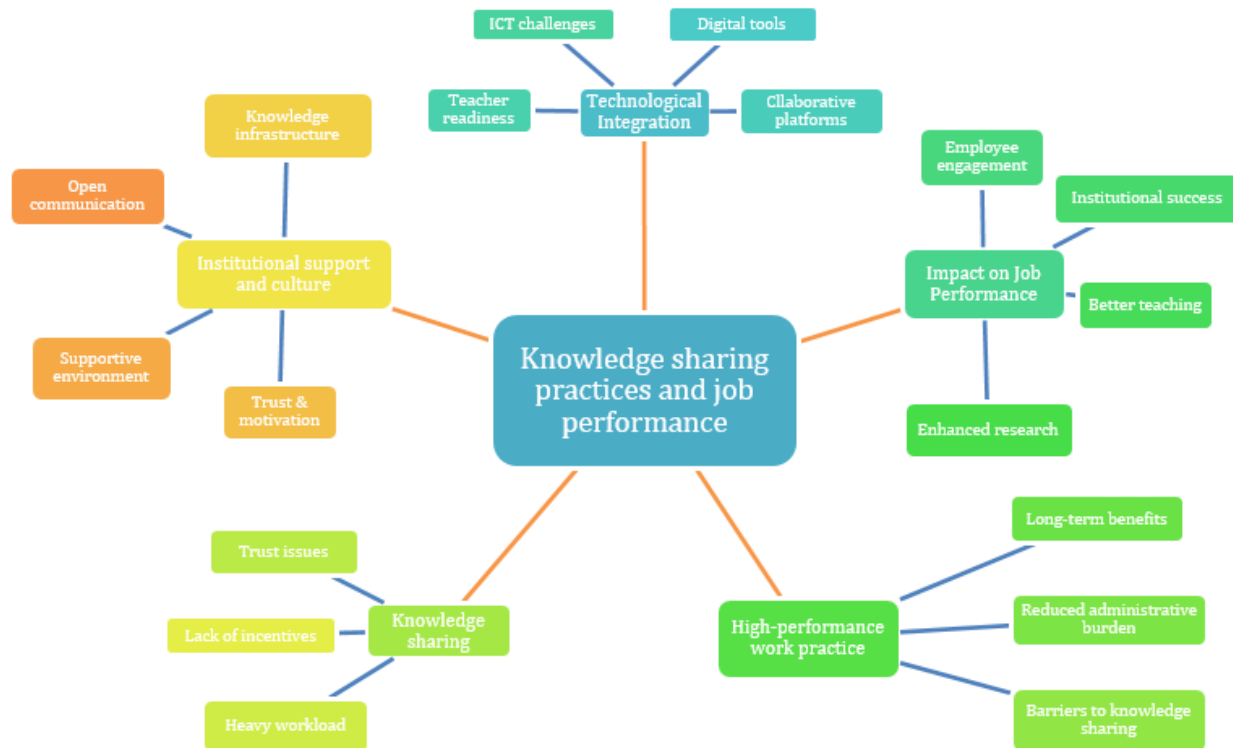 ICT challenges
Digital tools
Teacher
readiness
Technological
Integration
Cllaborative
platforms
Knowledge
infrastructure
Open
communication
Institutional support
and culture
Supportive
environment
Trust &
motivation
Employee
engagement
Institutional success
Impact on Job
Performance
Better teaching
Enhanced research
Knowledge sharing
practices and job
performance
Trust issues
Lack of incentives
Knowledge
sharing
Heavy workload
Long-term benefits
High-performance
work practice
Reduced administrative
burden
Barriers to knowledge
sharing